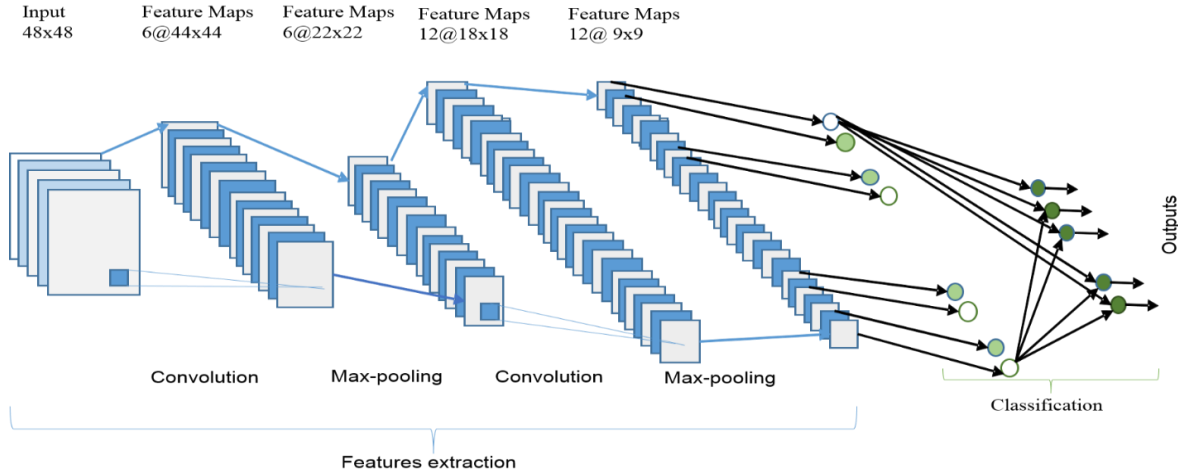 Input
48x48
Feature Maps
6@44x44
Feature Maps
6@22x22
Feature Maps
12@18x18
Feature Maps
12@ 9x9
Outputs
Convolution
Max-pooling
Convolution
Max-pooling
Classification
Features extraction